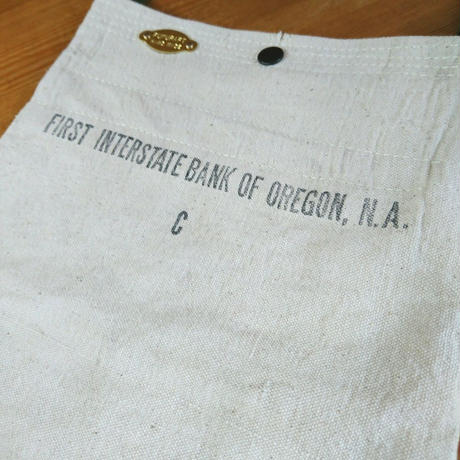 FIRST INTERSTATE BANK OF OREGON, N.A.
C